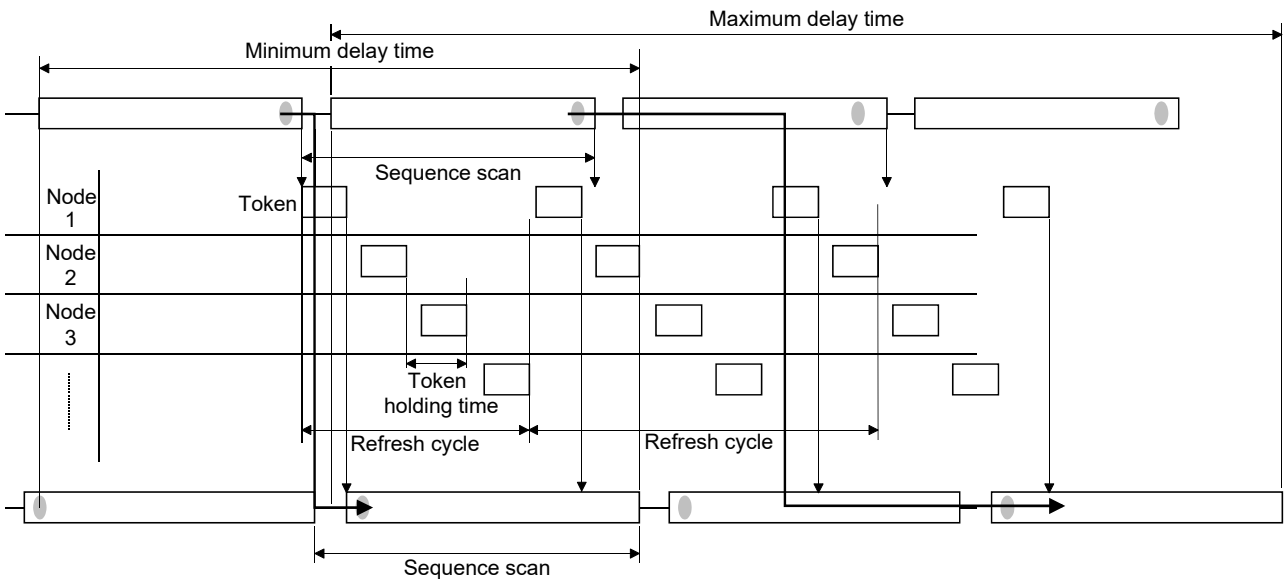 Maximum delay time
Minimum delay time
Sequence scan
Node
1
Token
Node
2
Node
3
Token
holding time
Refresh cycle
Refresh cycle
Sequence scan